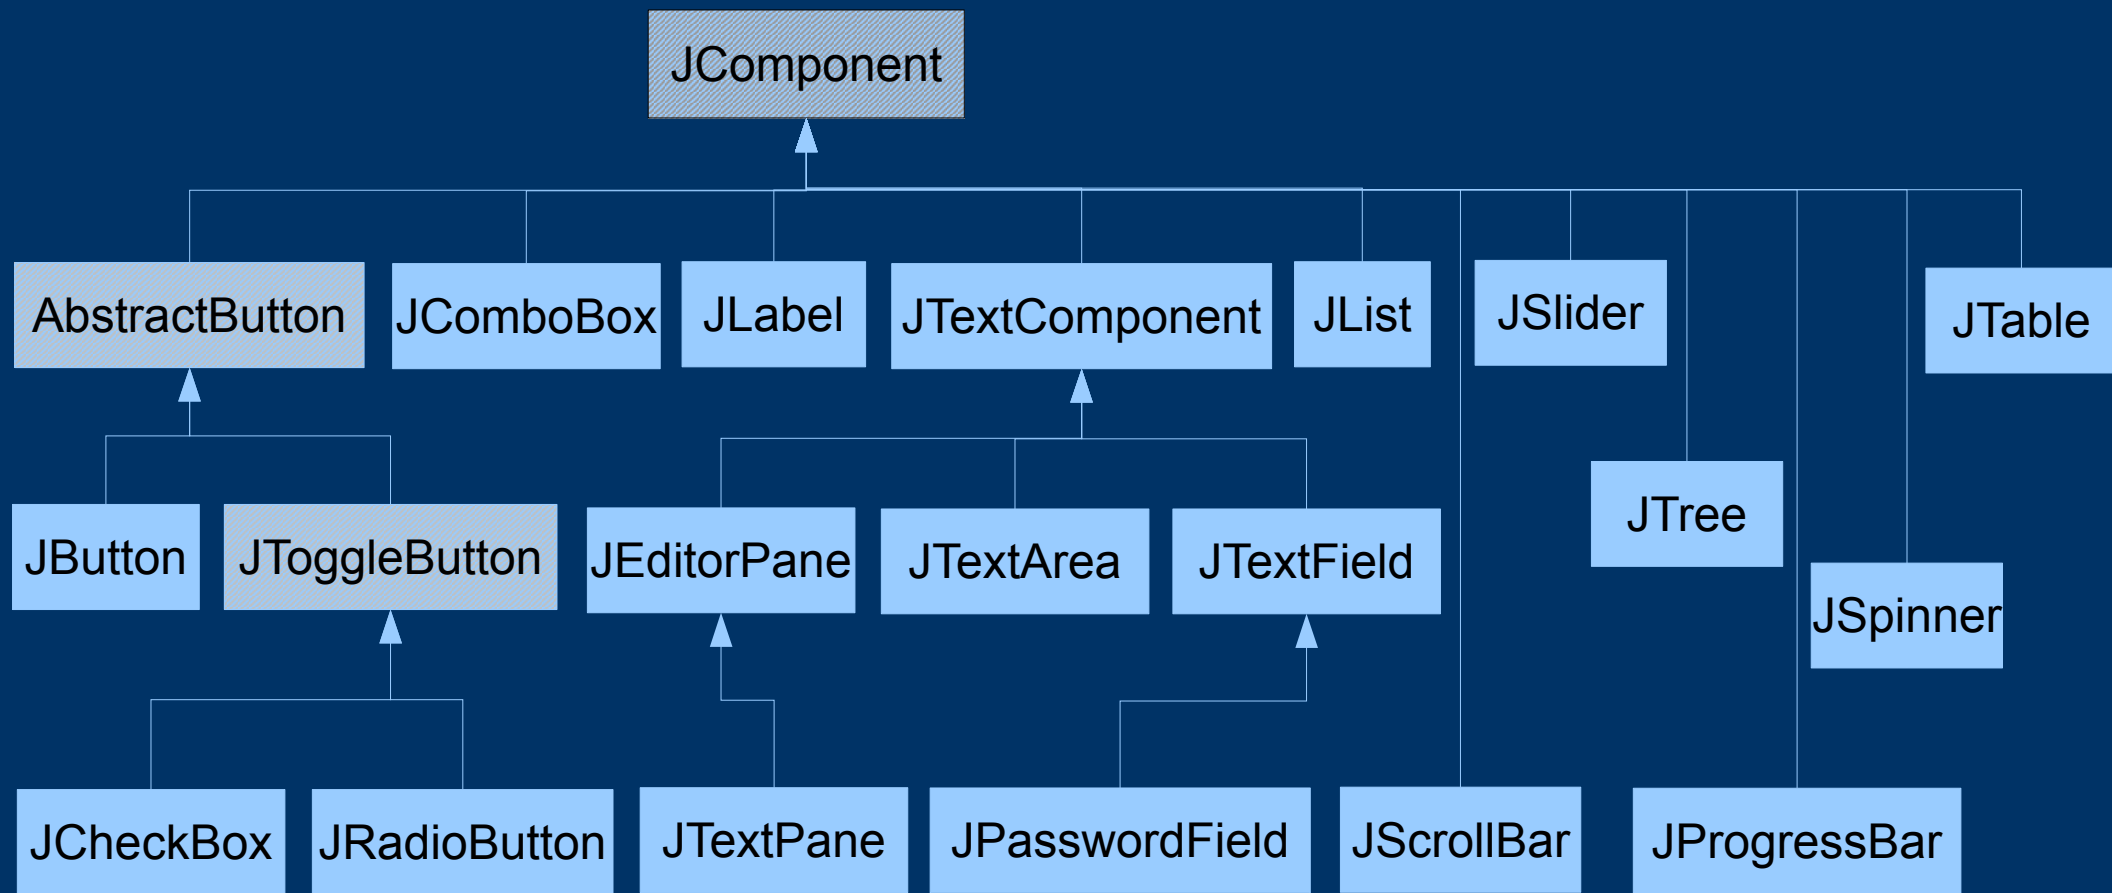 JComponent
AbstractButton
JComboBox
JLabel
JTextComponent
JList
JSlider
JTable
JButton
JToggleButton
JEditorPane
JTextArea
JTextField
JTree
JSpinner
JCheckBox
JRadioButton
JTextPane
JPasswordField
JScrollBar
JProgressBar